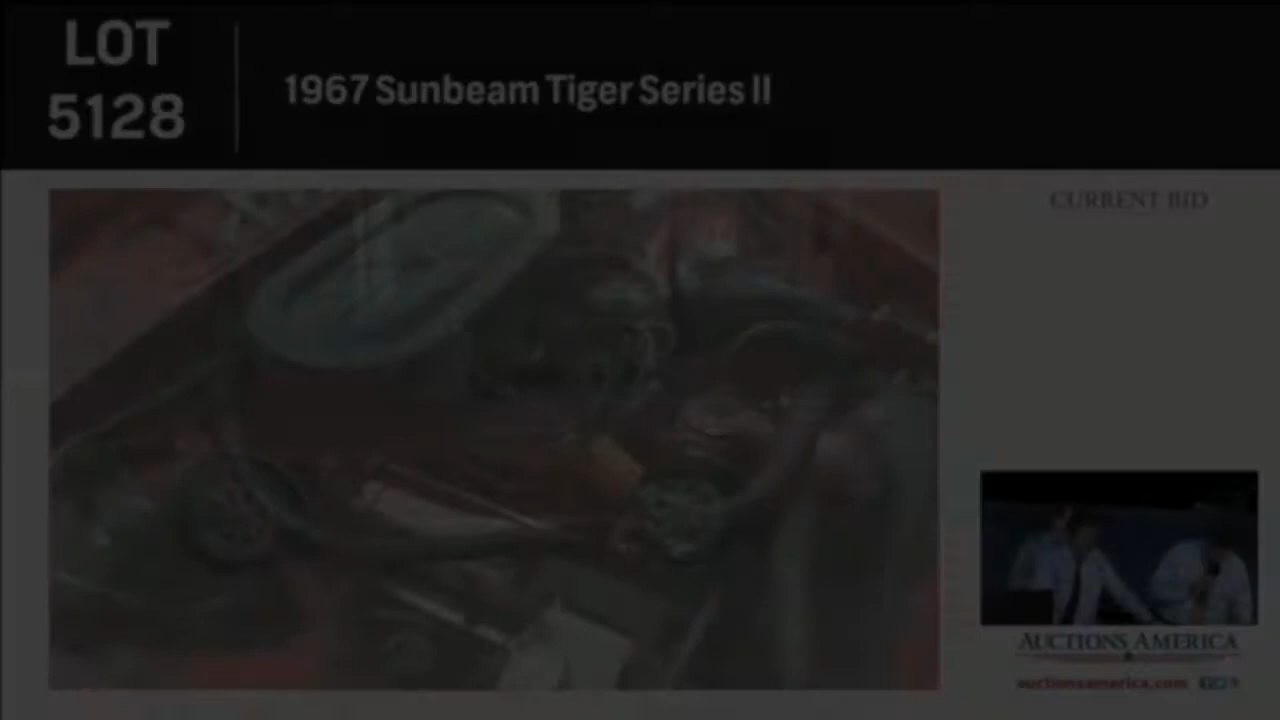 LOT
5128
1967 Sunbeam Tiger Series II
CURRENT BID
AUCTIONS AMERICA
auctionsamerica.com